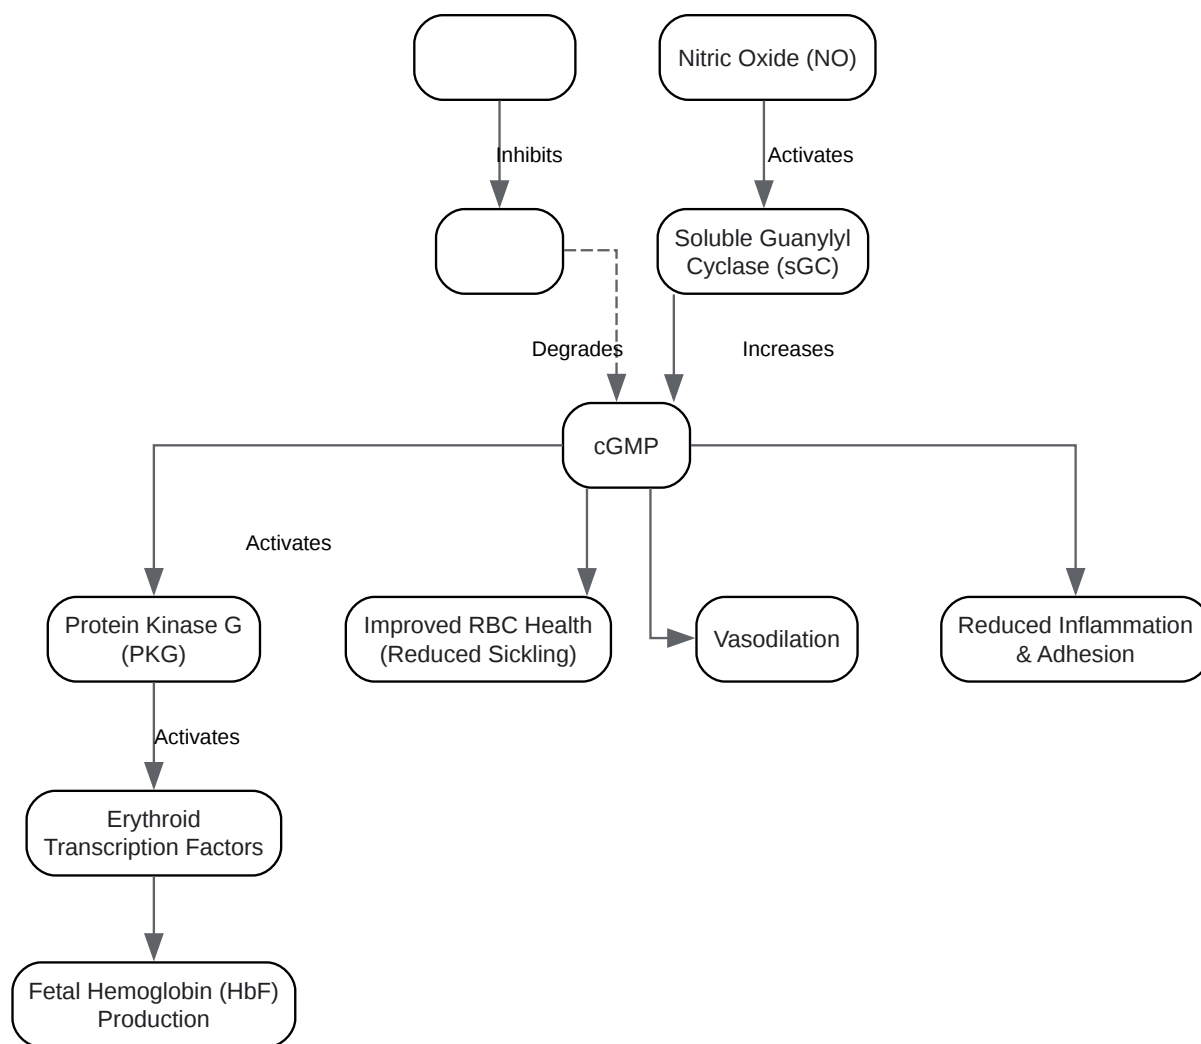 Nitric Oxide (NO)
Inhibits
Activates
Soluble Guanylyl
Cyclase (sGC)
Degrades
Increases
cGMP
Activates
Protein Kinase G
(PKG)
Improved RBC Health
(Reduced Sickling)
Vasodilation
Reduced Inflammation
& Adhesion
Activates
Erythroid
Transcription Factors
Fetal Hemoglobin (HbF)
Production